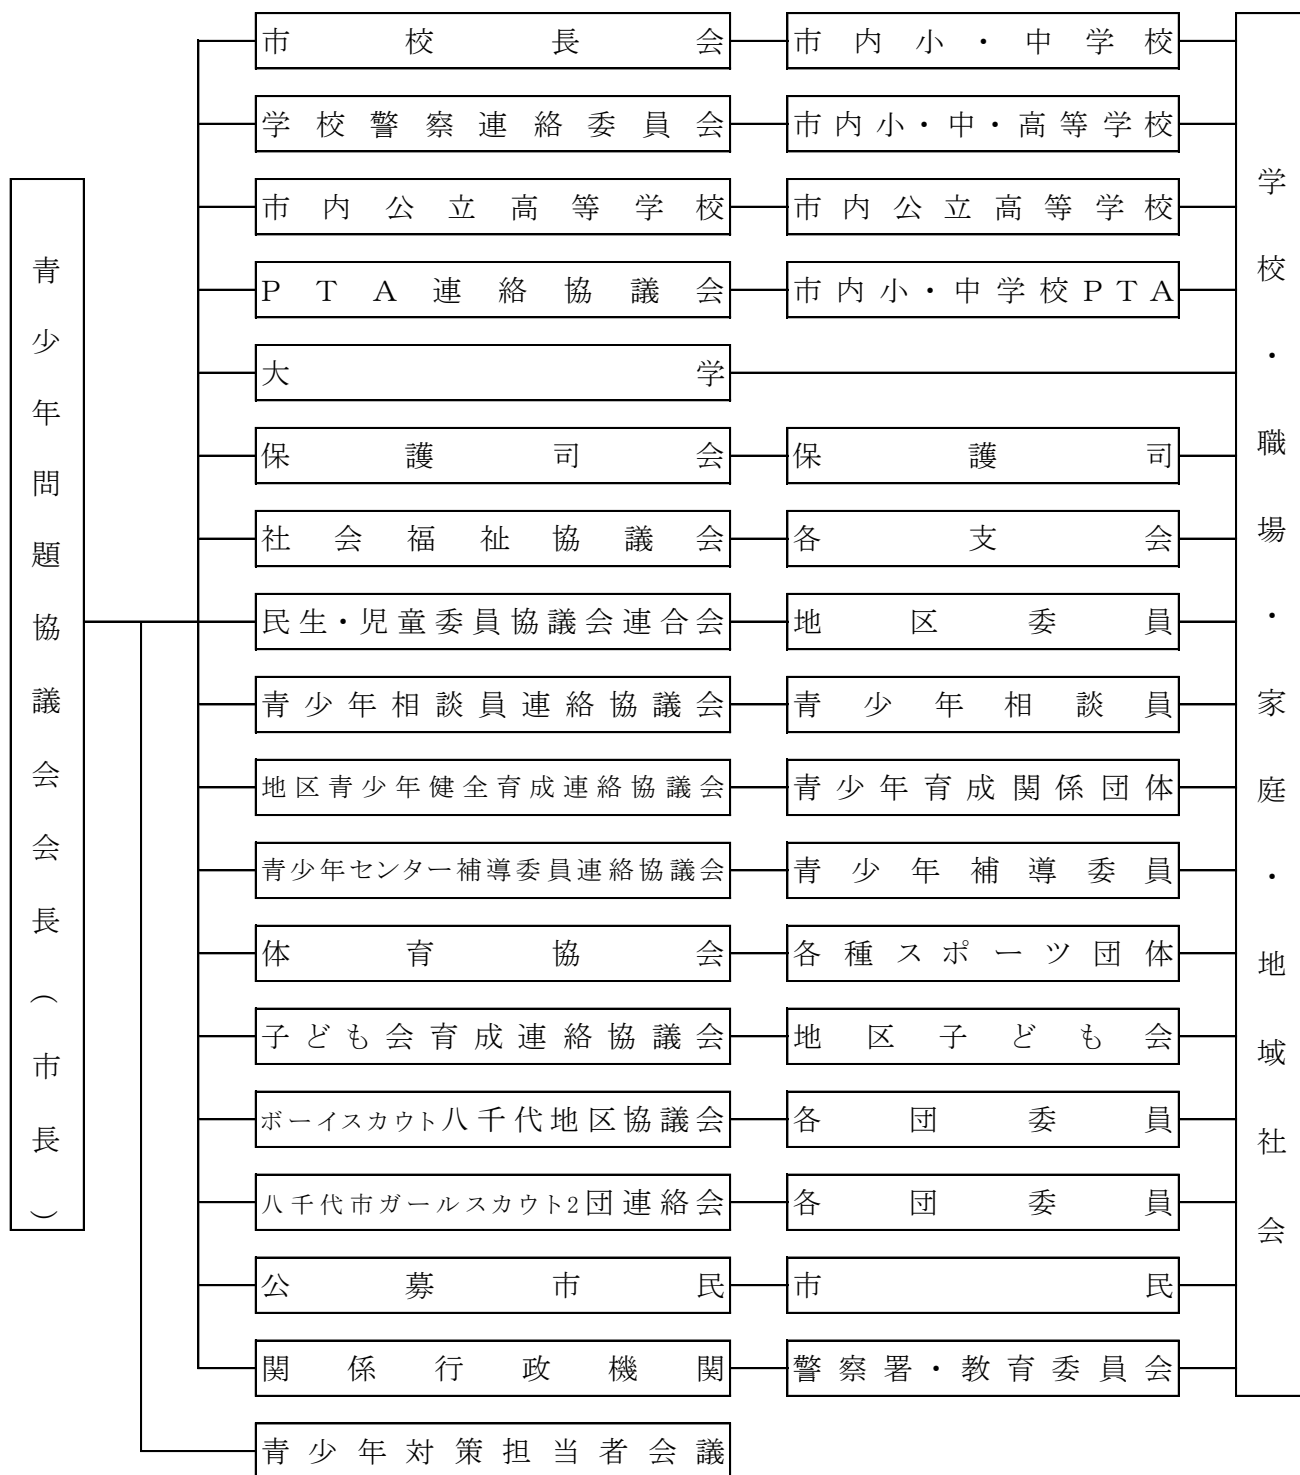 青少年問題協議会会長(市長)
市校長会
市内小・中学校
学校警察連絡委員会
市内小・中・高等学校
市内公立高等学校
市内公立高等学校
PTA連絡協議会
市内小・中学校PTA
大学
保護司会
保護司
社会福祉協議会
各支会
民生・児童委員協議会連合会
地区委員
青少年相談員連絡協議会
青少年相談員
地区青少年健全育成連絡協議会
青少年育成関係団体
青少年センター補導委員連絡協議会
青少年補導委員
体育協会
各種スポーツ団体
子ども会育成連絡協議会
地区子ども会
ボーイスカウト八千代地区協議会
各団委員
八千代市ガールスカウト2団連絡会
各団委員
公募市民
市民
関係行政機関
警察署・教育委員会
青少年対策担当者会議
学校・職場・家庭・地域社会